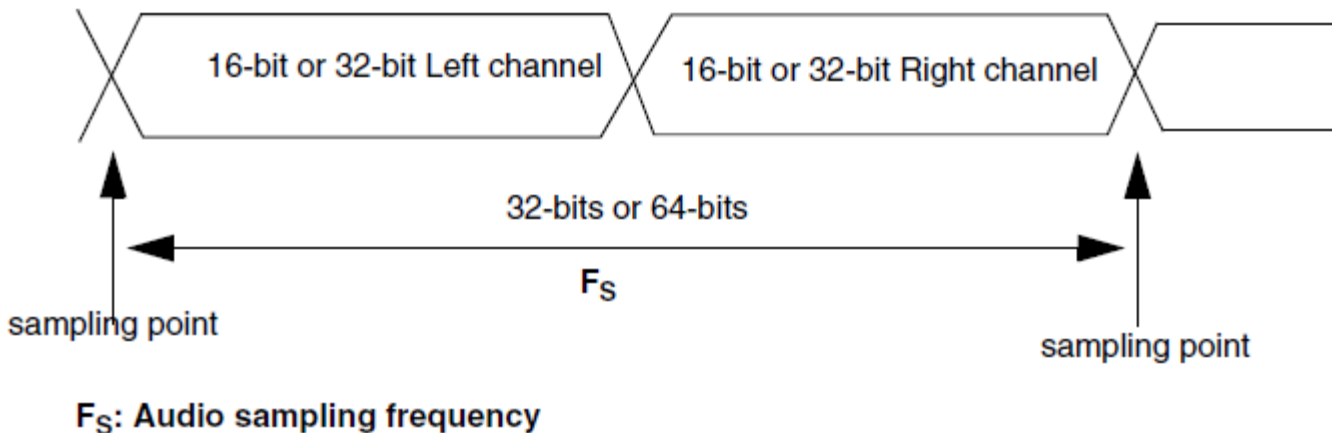 16-bit or 32-bit Left channel
16-bit or 32-bit Right channel
32-bits or 64-bits
FS
sampling point
sampling point
FS: Audio sampling frequency